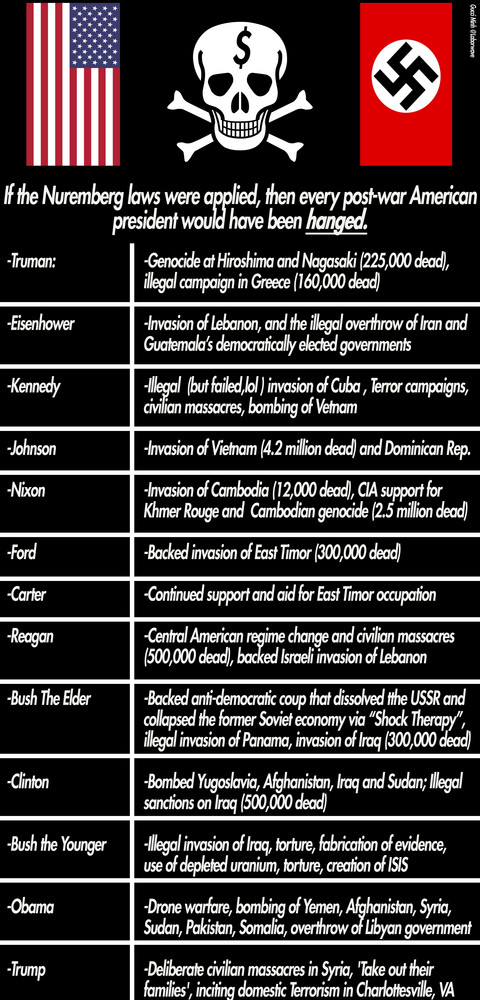 Gucci Minh @Laborwave
$
If the Nuremberg laws were applied, then every post-war American
president would have been hanged.
-Truman:
-Genocide at Hiroshima and Nagasaki (225,000 dead),
illegal campaign in Greece (160,000 dead)
-Eisenhower
-Invasion of Lebanon, and the illegal overthrow of Iran and
Guatemala's democratically elected governments
-Kennedy
-Illegal (but failed,lol ) invasion of Cuba , Terror campaigns,
civilian massacres, bombing of Vetnam
-Johnson
-Invasion of Vietnam (4.2 million dead) and Dominican Rep.
-Nixon
-Invasion of Cambodia (12,000 dead), CIA support for
Khmer Rouge and Cambodian genocide (2.5 million dead)
-Ford
-Backed invasion of East Timor (300,000 dead)
-Carter
-Continued support and aid for East Timor occupation
-Reagan
-Central American regime change and civilian massacres
(500,000 dead), backed Israeli invasion of Lebanon
-Bush The Elder
-Backed anti-democratic coup that dissolved tthe USSR and
collapsed the former Soviet economy via “Shock Therapy”,
illegal invasion of Panama, invasion of Iraq (300,000 dead)
-Clinton
-Bombed Yugoslavia, Afghanistan, Iraq and Sudan; Illegal
sanctions on Iraq (500,000 dead)
-Bush the Younger
-Illegal invasion of Iraq, torture, fabrication of evidence,
use of depleted uranium, torture, creation of ISIS
-Obama
-Drone warfare, bombing of Yemen, Afghanistan, Syria,
Sudan, Pakistan, Somalia, overthrow of Libyan government
-Trump
-Deliberate civilian massacres in Syria, 'Take out their
families', inciting domestic Terrorism in Charlottesville, VA